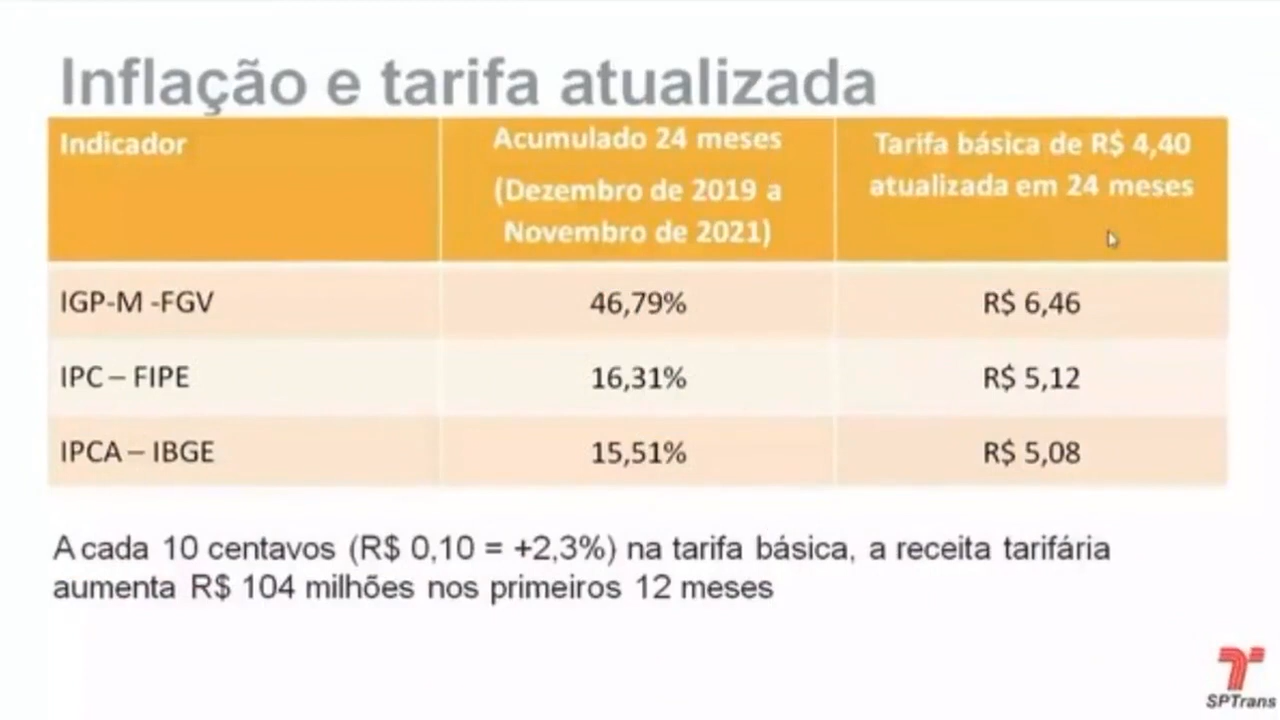 Inflação e tarifa atualizada
Indicador
Acumulado 24 meses
(Dezembro de 2019 a
Novembro de 2021)
Tarifa básica de R$ 4,40
atualizada em 24 meses
IGP-M -FGV
46,79%
R$ 6,46
IPC – FIPE
16,31%
R$ 5,12
IPCA – IBGE
15,51%
R$ 5,08
A cada 10 centavos (R$ 0,10 = +2,3%) na tarifa básica, a receita tarifária
aumenta R$ 104 milhões nos primeiros 12 meses
SPTrans